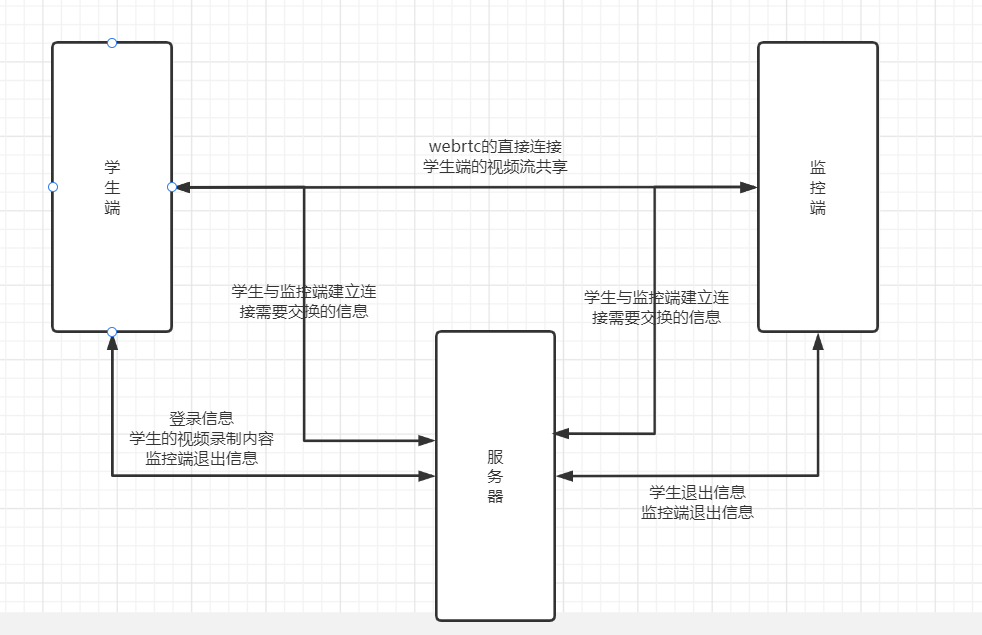 webrtc的直接连接
学生端的视频流共享
学
生
端
监
控
端
学生与监控端建立连
接需要交换的信息
学生与监控端建立连
接需要交换的信息
登录信息
学生的视频录制内容
监控端退出信息
服
务
器
学生退出信息
监控端退出信息